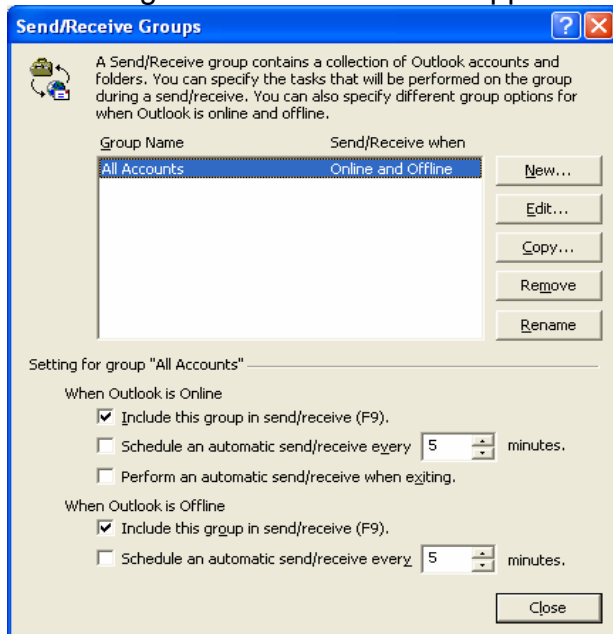 Send/Receive Groups
A Send/Receive group contains a collection of Outlook accounts and
folders. You can specify the tasks that will be performed on the group
during a send/receive. You can also specify different group options for
when Outlook is online and offline.
Group Name Send/Receive when
All Accounts Online and Offline
New...
Edit...
Copy...
Remove
Rename
Setting for group "All Accounts"
When Outlook is Online
Include this group in send/receive (F9).
Schedule an automatic send/receive every 5 minutes.
Perform an automatic send/receive when exiting.
When Outlook is Offline
Include this group in send/receive (F9).
Schedule an automatic send/receive every 5 minutes.
Close